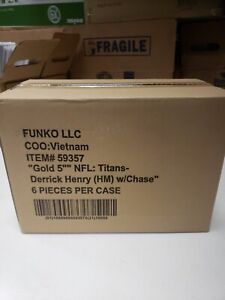 FRAGILE
FUNKO LLC
COO:Vietnam
ITEM# 59357
"Gold 5"" NFL: Titans-
Derrick Henry (HM) w/Chase"
6 PIECES PER CASE